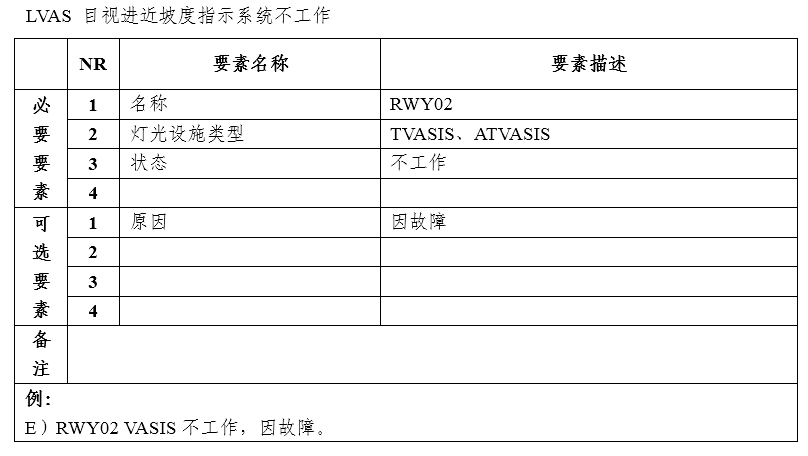 LVAS 目视进近坡度指示系统不工作
NR 要素名称 要素描述
必要要素
1 名称 RWY02
2 灯光设施类型 TVASIS、ATVASIS
3 状态 不工作
4
可选要素
1 原因 因故障
2
3
4
备注
例：
E）RWY02 VASIS 不工作，因故障。